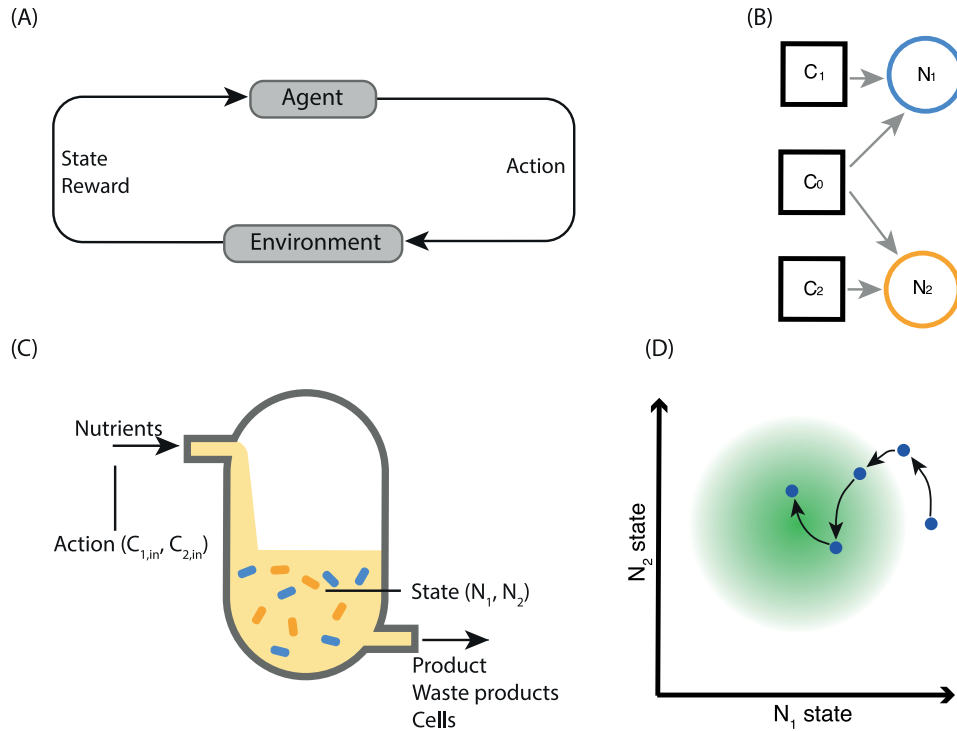 (A)
Agent
State
Reward
Action
Environment
(B)
C₁
N₁
C₀
C₂
N₂
(C)
Nutrients
Action (C₁,ᵢₙ, C₂,ᵢₙ)
State (N₁, N₂)
Product
Waste products
Cells
(D)
N₂ state
N₁ state